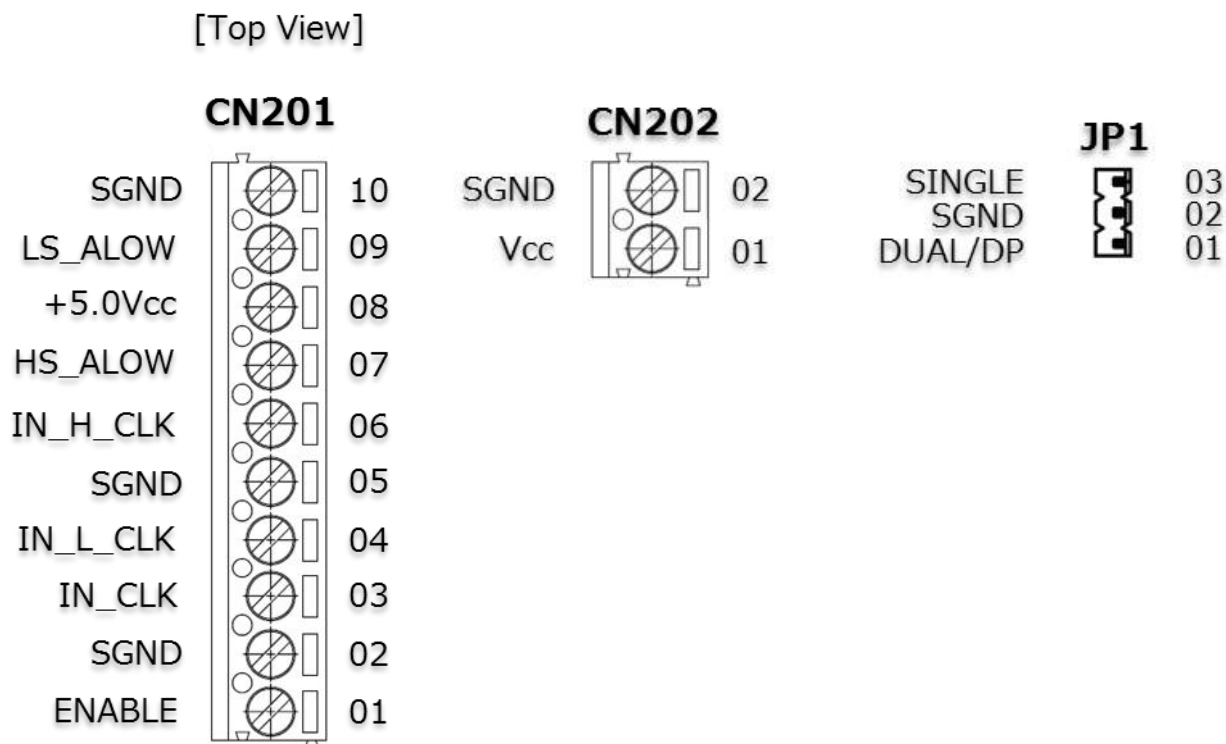 [Top View]
CN201
SGND 10
LS_ALOW 09
+5.0Vcc 08
HS_ALOW 07
IN_H_CLK 06
SGND 05
IN_L_CLK 04
IN_CLK 03
SGND 02
ENABLE 01
CN202
SGND 02
Vcc 01
JP1
SINGLE 03
SGND 02
DUAL/DP 01